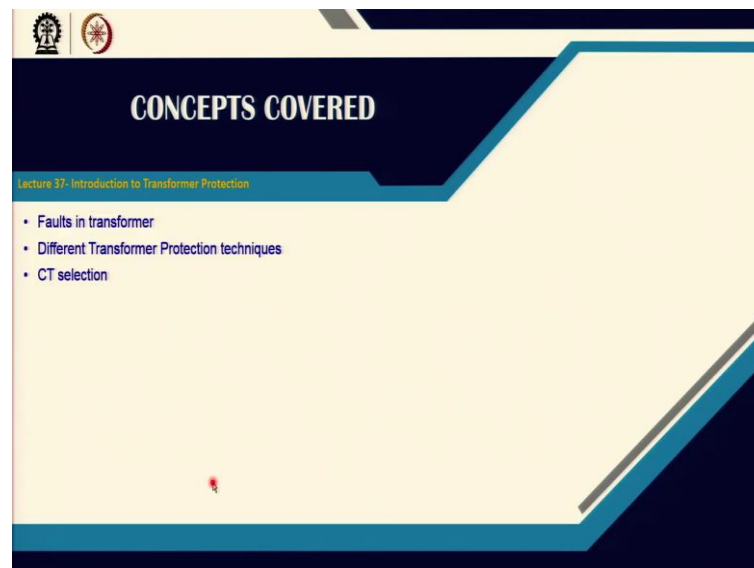 CONCEPTS COVERED
Lecture 37- Introduction to Transformer Protection
• Faults in transformer
• Different Transformer Protection techniques
• CT selection